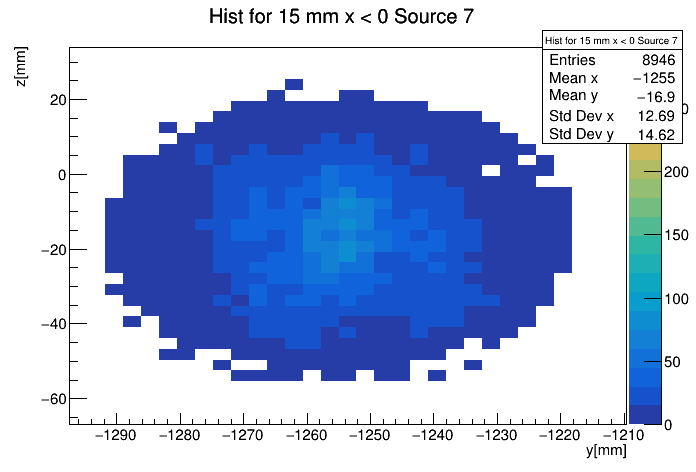 Hist for 15 mm x < 0 Source 7
Hist for 15 mm x < 0 Source 7
Entries 8946
Mean x −1255
Mean y −16.9
Std Dev x 12.69
Std Dev y 14.62
z[mm]
20
0
−20
−40
−60
−1290 −1280 −1270 −1260 −1250 −1240 −1230 −1220 −1210
y[mm]
200
150
100
50
0